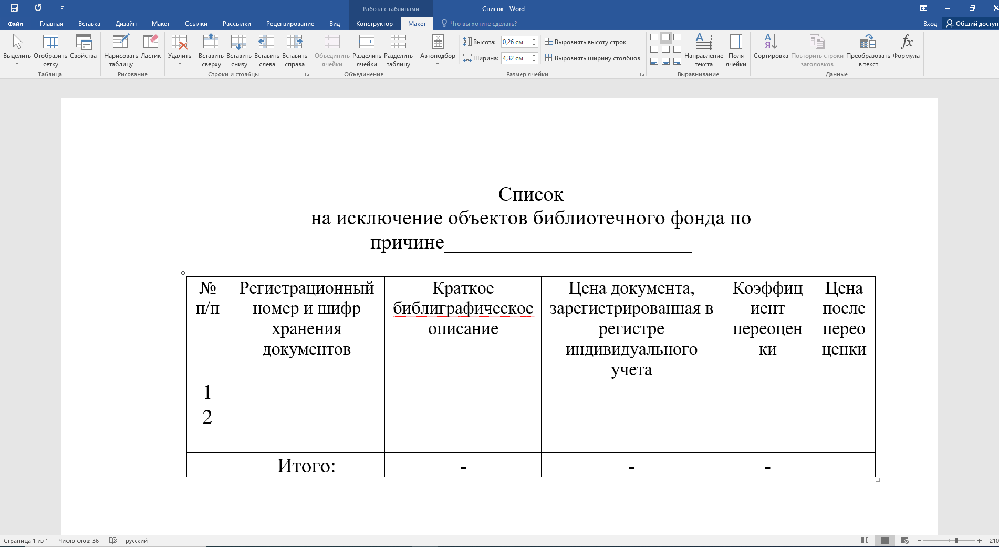 Работа с таблицами
Список - Word
Файл
Главная
Вставка
Дизайн
Макет
Ссылки
Рассылки
Рецензирование
Вид
Конструктор
Макет
Что вы хотите сделать?
Вход
Общий доступ
Выделить
Отобразить
сетку
Свойства
Таблица
Нарисовать
таблицу
Ластик
Рисование
Удалить
Вставить
сверху
Вставить
снизу
Вставить
слева
Вставить
справа
Строки и столбцы
Объединить
ячейки
Разделить
ячейки
Разделить
таблицу
Объединение
Автоподбор
Высота:
0,26 см
Ширина:
4,32 см
Выровнять высоту строк
Выровнять ширину столбцов
Размер ячейки
Направление
текста
Поля
ячейки
Выравнивание
Сортировка
Повторить строки
заголовков
Преобразовать
в текст
Формула
Данные
Список
на исключение объектов библиотечного фонда по
причине_________________________
№
п/п
Регистрационный
номер и шифр
хранения
документов
Краткое
библиграфическое
описание
Цена документа,
зарегистрированная в
регистре
индивидуального
учета
Коэффиц
иент
переоцен
ки
Цена
после
перео
ценки
1
2
Итого:
-
-
-
Страница 1 из 1
Число слов: 36
русский
210